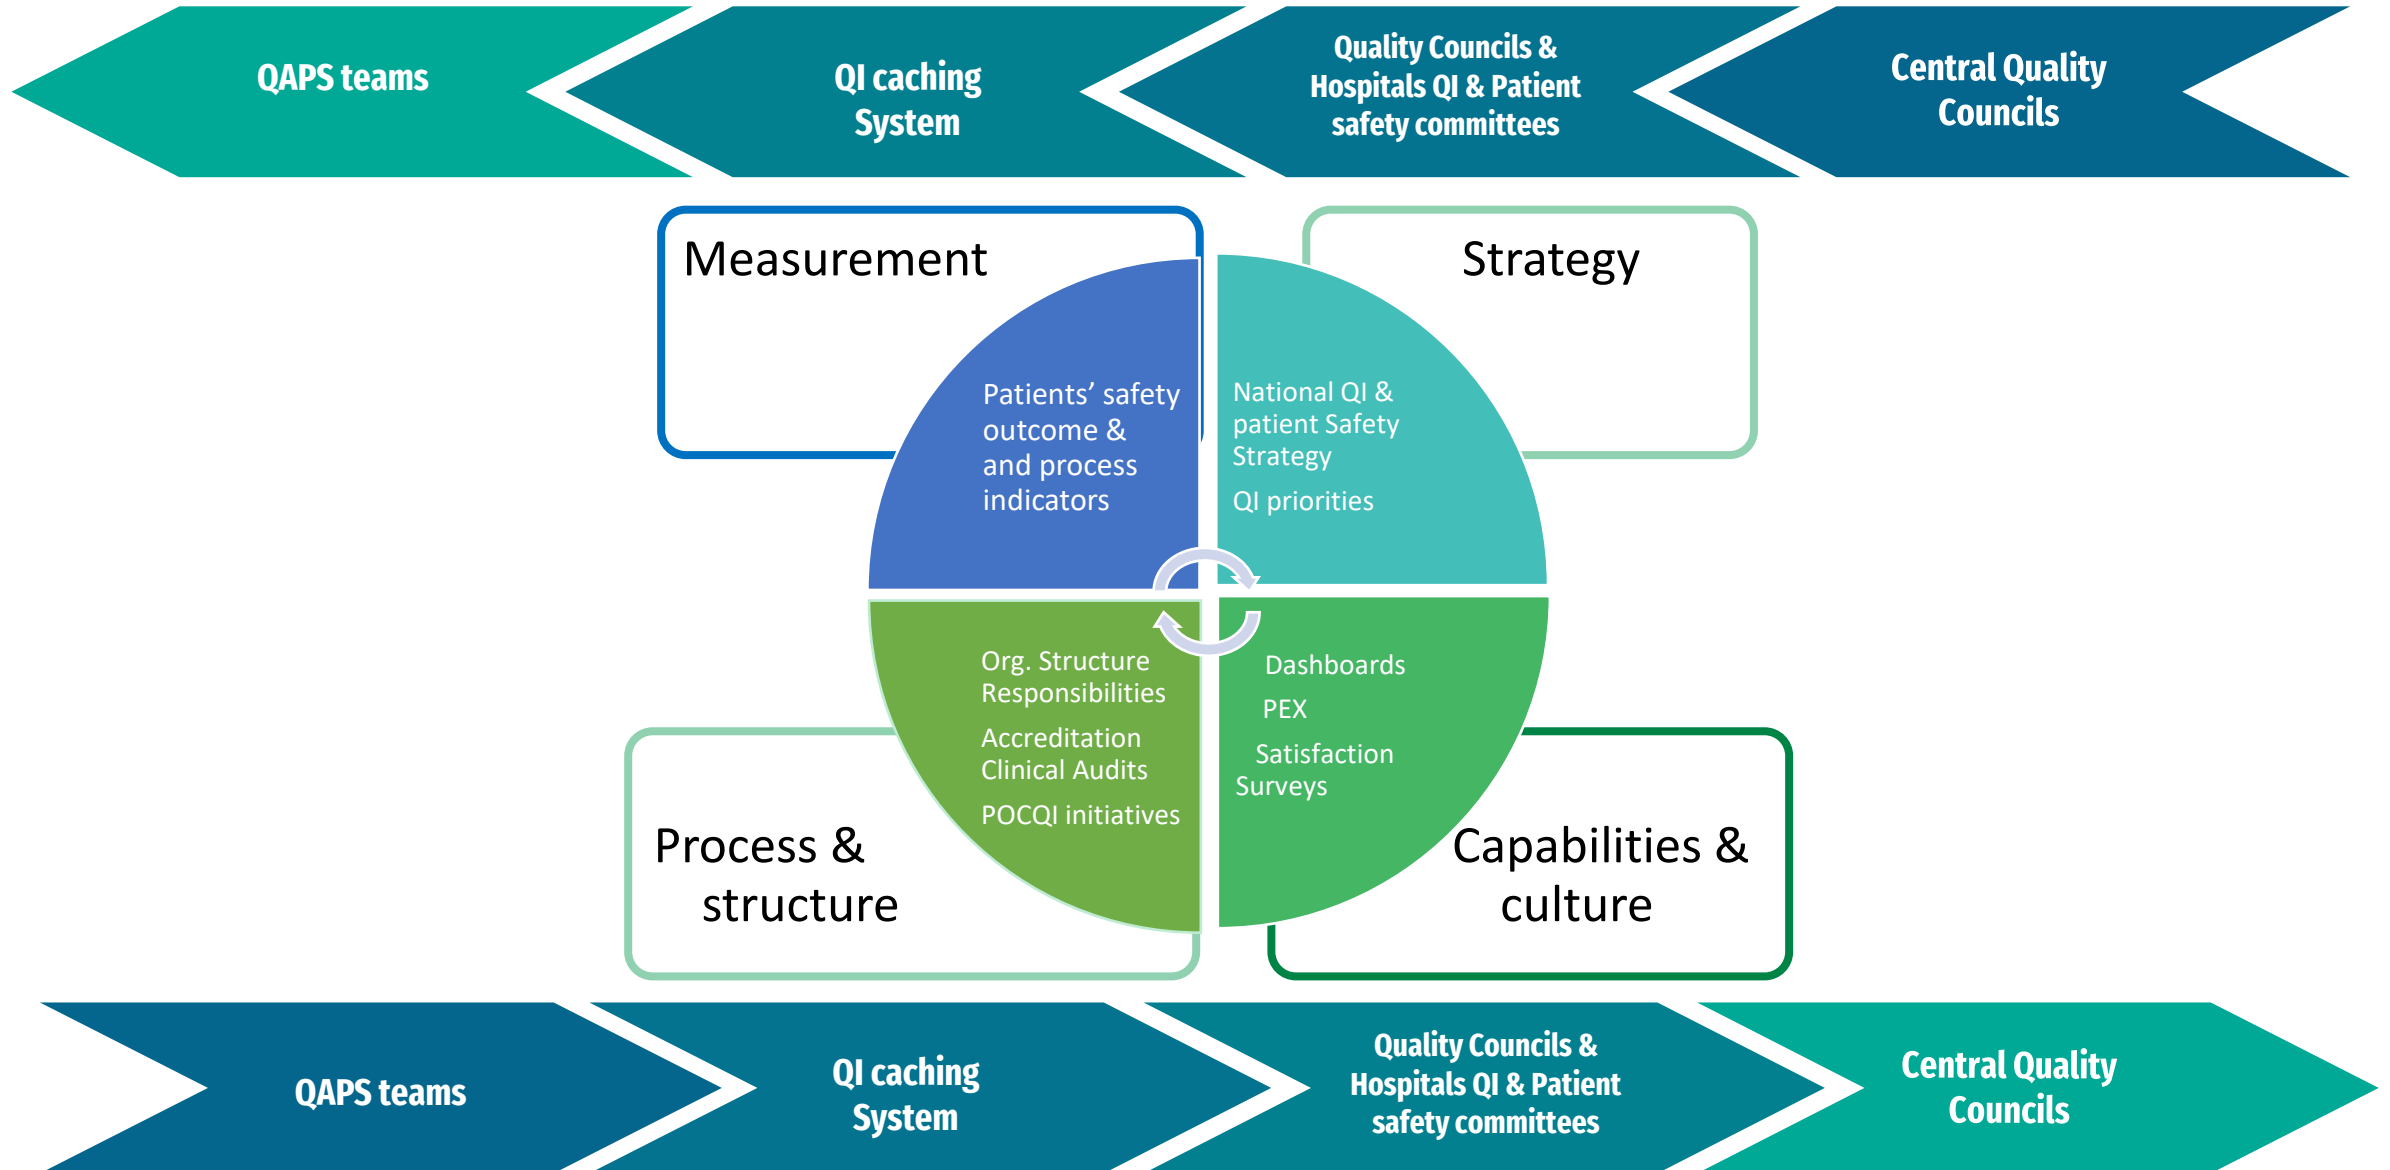 QAPS teams
QI caching
System
Quality Councils &
Hospitals QI & Patient
safety committees
Central Quality
Councils
Measurement
Strategy
Patients’ safety
outcome &
and process
indicators
National QI &
patient Safety
Strategy
QI priorities
Org. Structure
Responsibilities
Accreditation
Clinical Audits
POCQI initiatives
Dashboards
PEX
Satisfaction
Surveys
Process &
structure
Capabilities &
culture
QAPS teams
QI caching
System
Quality Councils &
Hospitals QI & Patient
safety committees
Central Quality
Councils